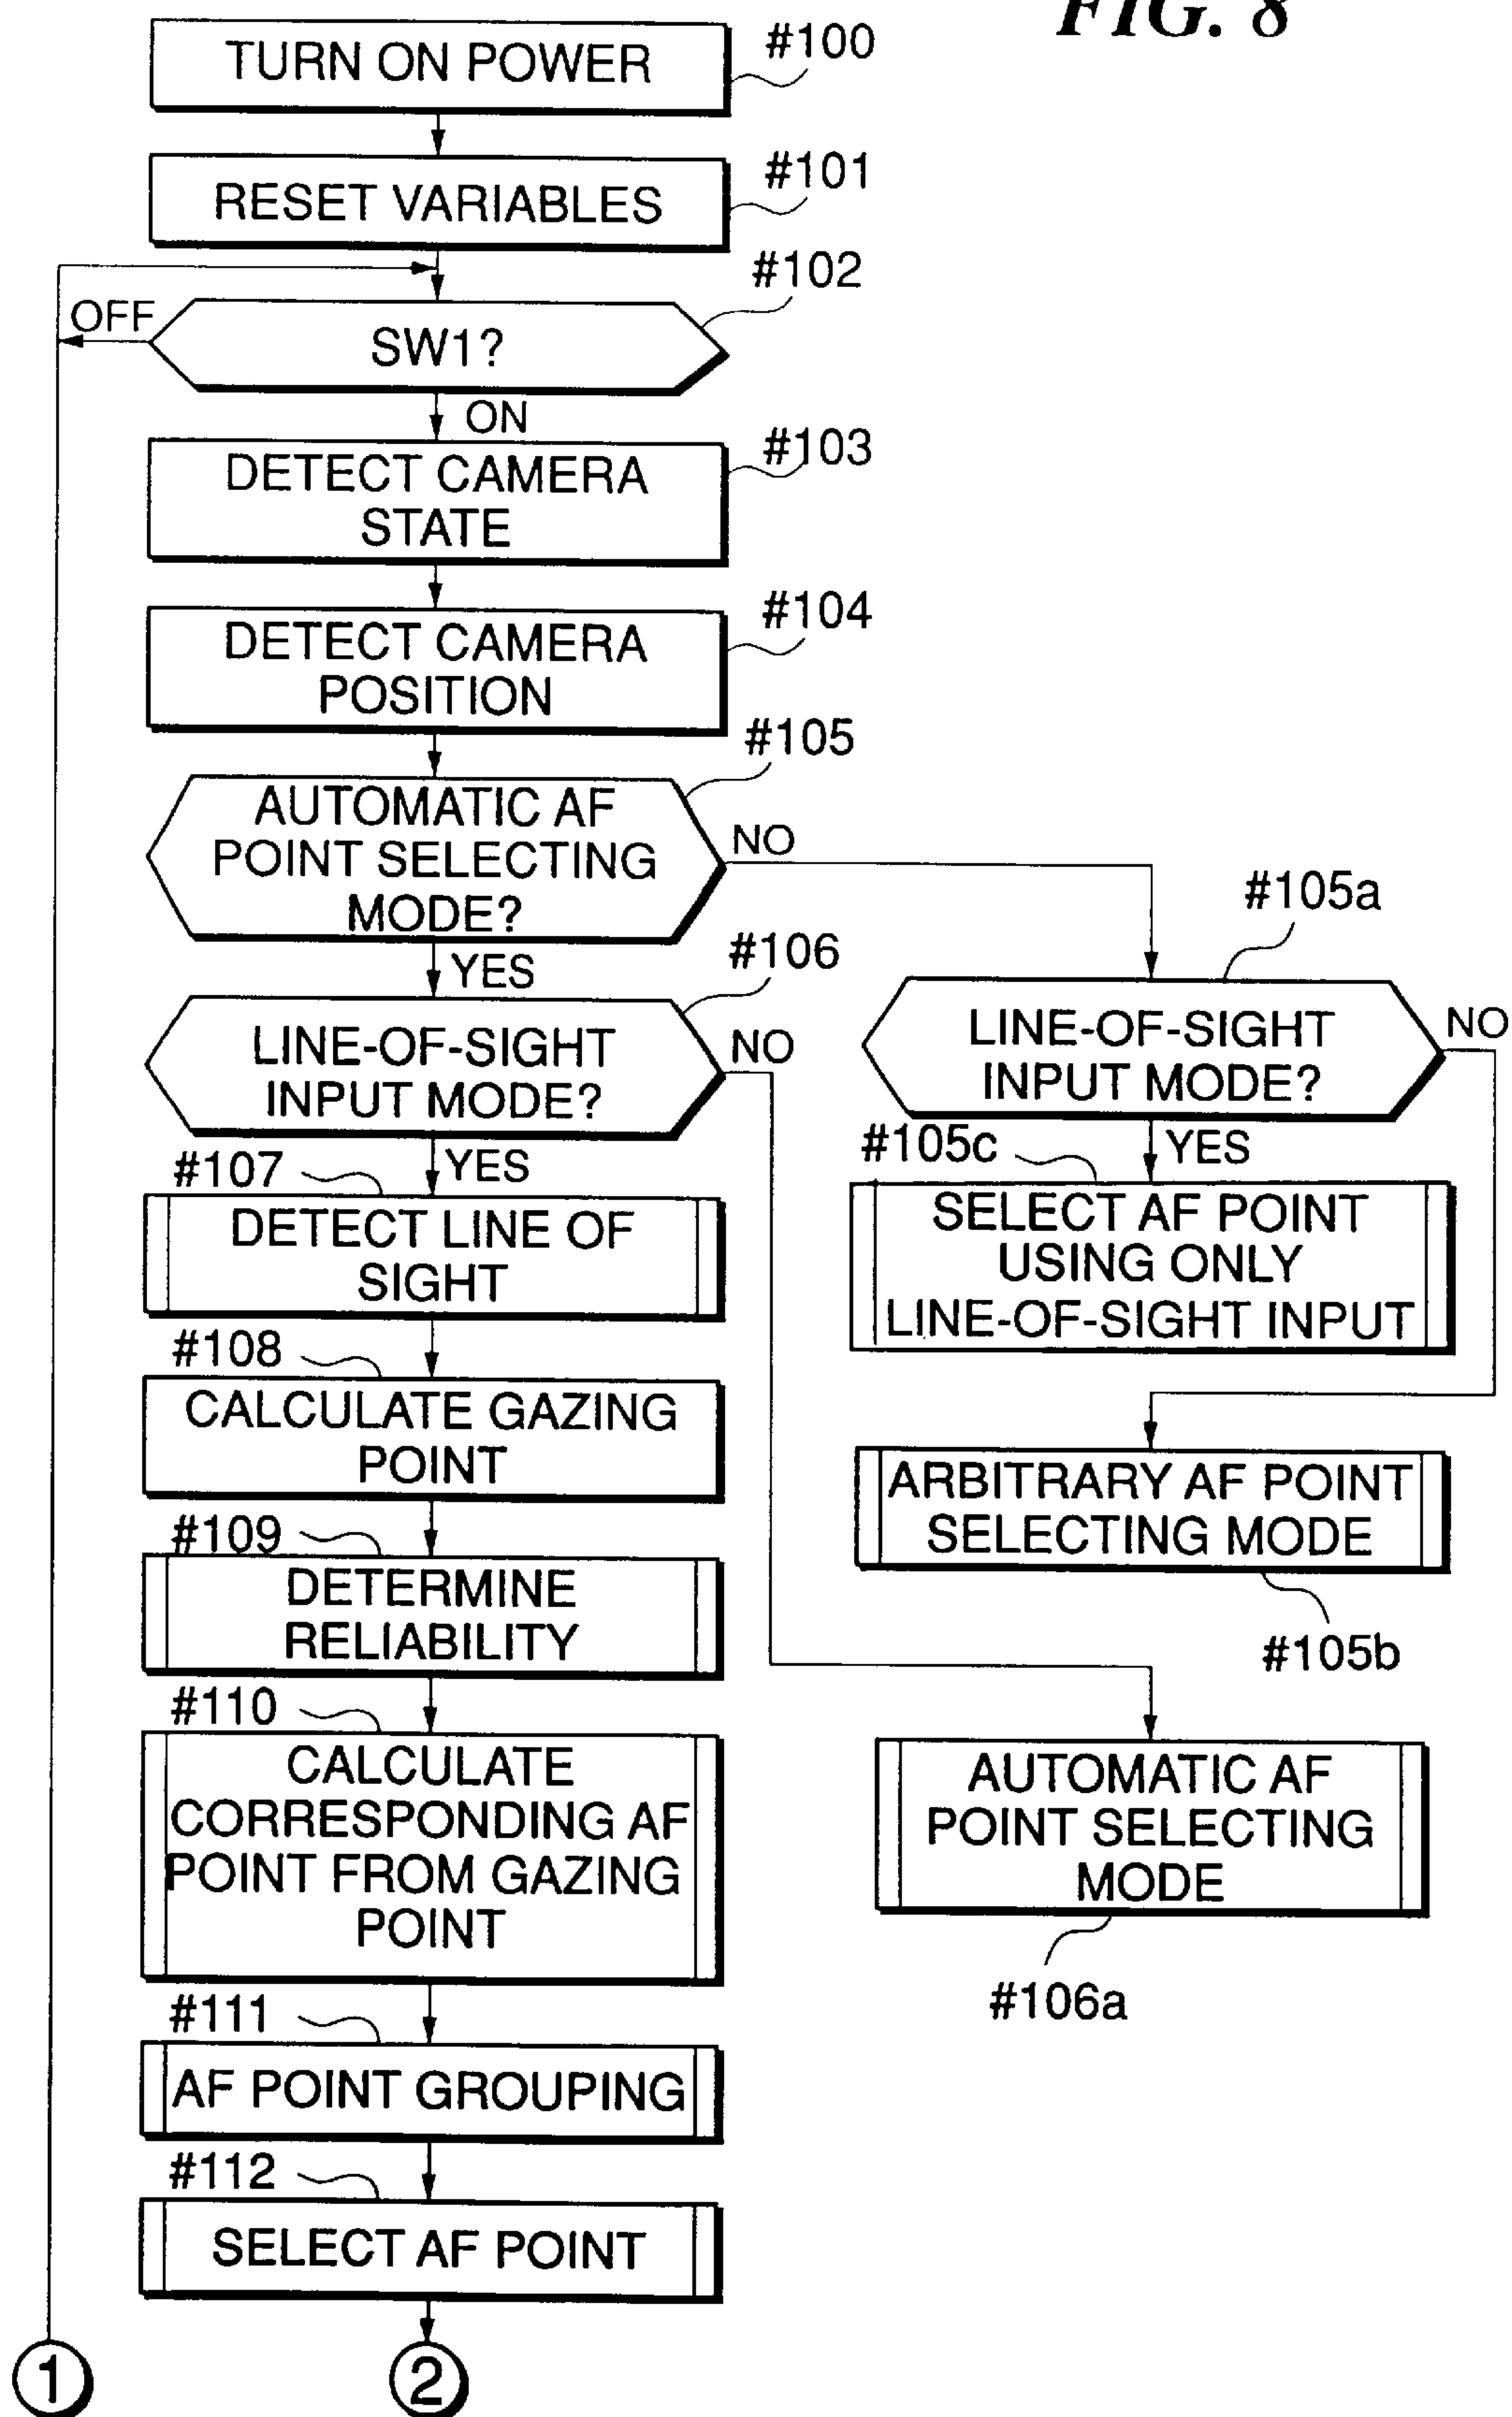 FIG. 8
TURN ON POWER
#100
RESET VARIABLES
#101
#102
OFF
SW1?
ON
#103
DETECT CAMERA
STATE
#104
DETECT CAMERA
POSITION
#105
AUTOMATIC AF
POINT SELECTING
MODE?
NO
YES
#105a
LINE-OF-SIGHT
INPUT MODE?
NO
#106
LINE-OF-SIGHT
INPUT MODE?
NO
YES
#105c
YES
SELECT AF POINT
USING ONLY
LINE-OF-SIGHT INPUT
#107
DETECT LINE OF
SIGHT
#108
CALCULATE GAZING
POINT
ARBITRARY AF POINT
SELECTING MODE
#105b
#109
DETERMINE
RELIABILITY
#110
CALCULATE
CORRESPONDING AF
POINT FROM GAZING
POINT
AUTOMATIC AF
POINT SELECTING
MODE
#106a
#111
AF POINT GROUPING
#112
SELECT AF POINT
1
2